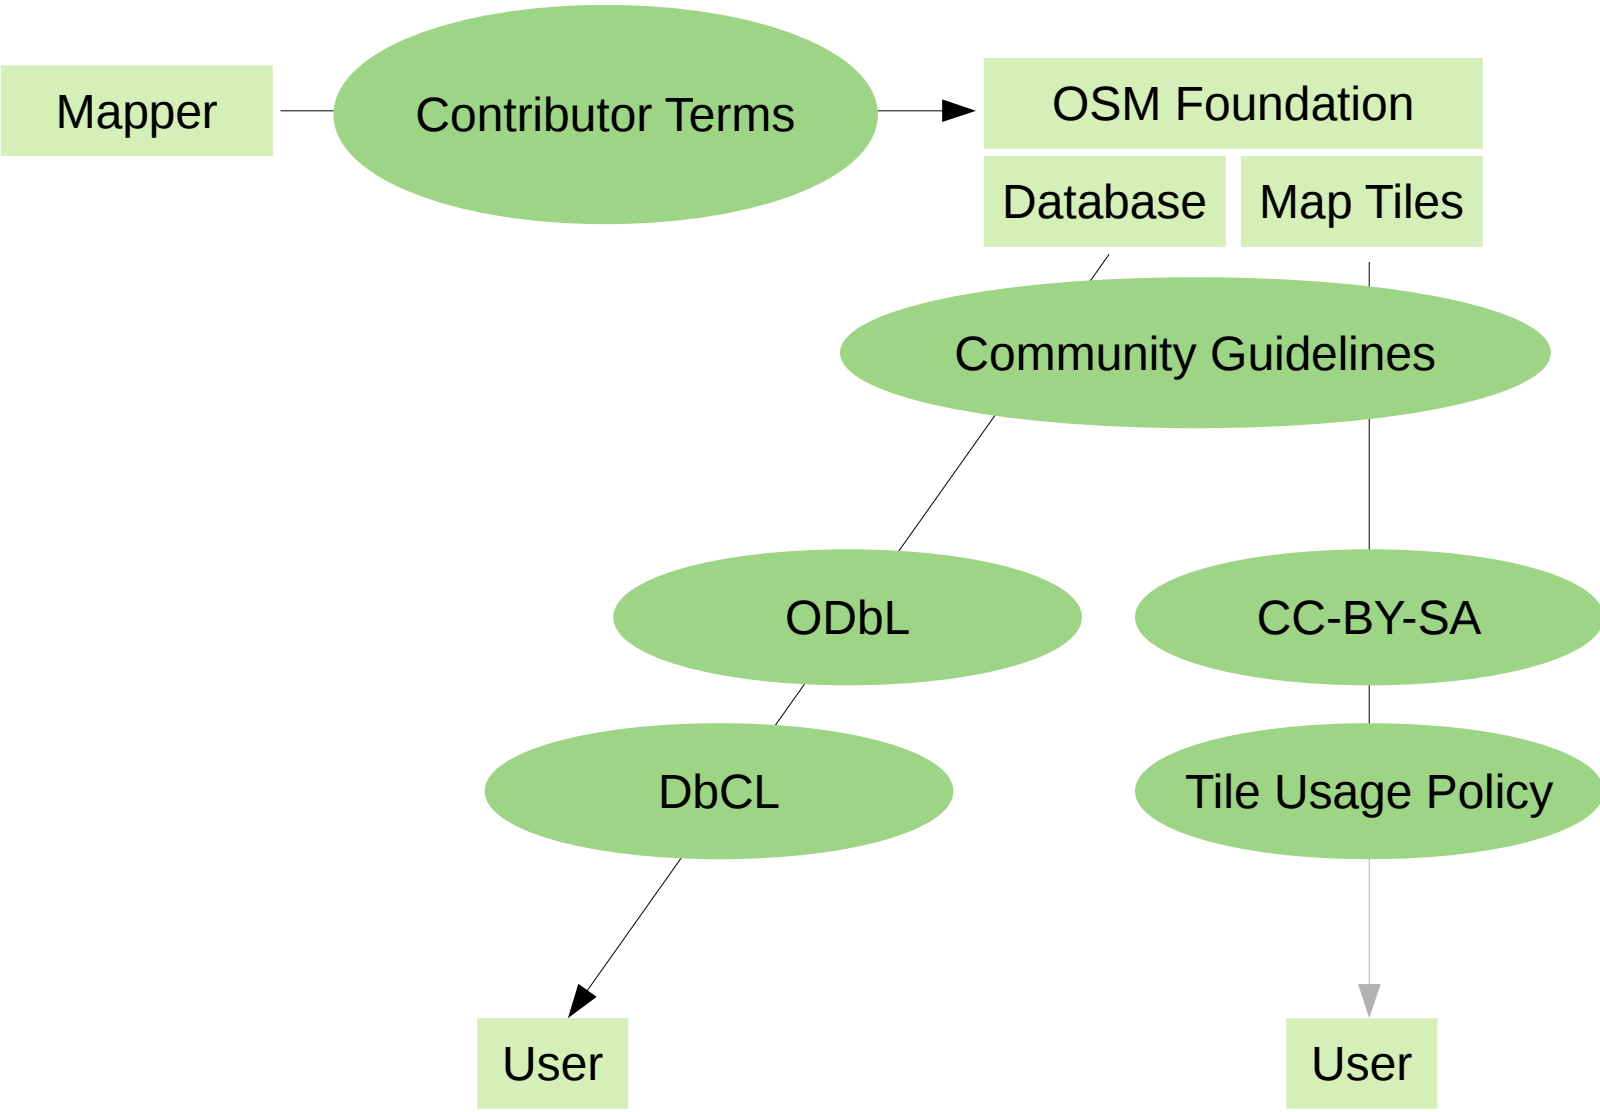 Mapper
Contributor Terms
OSM Foundation
Database
Map Tiles
Community Guidelines
ODbL
CC-BY-SA
DbCL
Tile Usage Policy
User
User